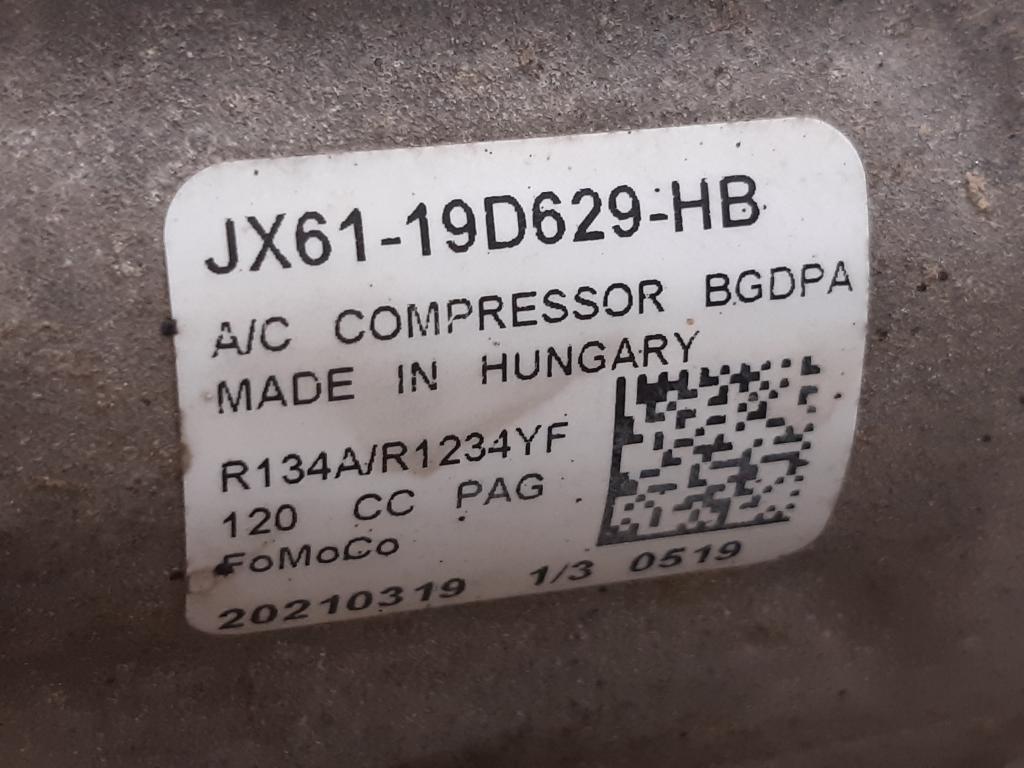 JX61-19D629-HB
A/C COMPRESSOR BGDPA
MADE IN HUNGARY
R134A/R1234YF
120 CC PAG
FoMoCo
20210319 1/3 0519